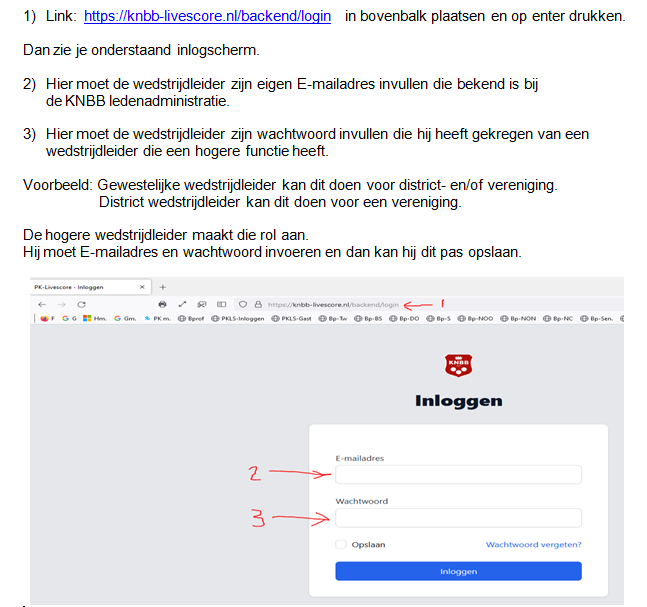 1) Link: https://knbb-livescore.nl/backend/login in bovenbalk plaatsen en op enter drukken.
Dan zie je onderstaand inlogscherm.
2) Hier moet de wedstrijdleider zijn eigen E-mailadres invullen die bekend is bij
de KNBB ledenadministratie.
3) Hier moet de wedstrijdleider zijn wachtwoord invullen die hij heeft gekregen van een
wedstrijdleider die een hogere functie heeft.
Voorbeeld: Gewestelijke wedstrijdleider kan dit doen voor district- en/of vereniging.
District wedstrijdleider kan dit doen voor een vereniging.
De hogere wedstrijdleider maakt die rol aan.
Hij moet E-mailadres en wachtwoord invoeren en dan kan hij dit pas opslaan.
PK-Livescore - Inloggen
https://knbb-livescore.nl/backend/login 1
F G G Hm. G Gm. PK m. Bprof PKLS-Inloggen PKLS-Gast Bp-Tw Bp-BS Bp-DO Bp-S Bp-NOO Bp-NON Bp-NC Bp-Sen.
KNBB
Inloggen
E-mailadres
2
Wachtwoord
3
Opslaan Wachtwoord vergeten?
Inloggen